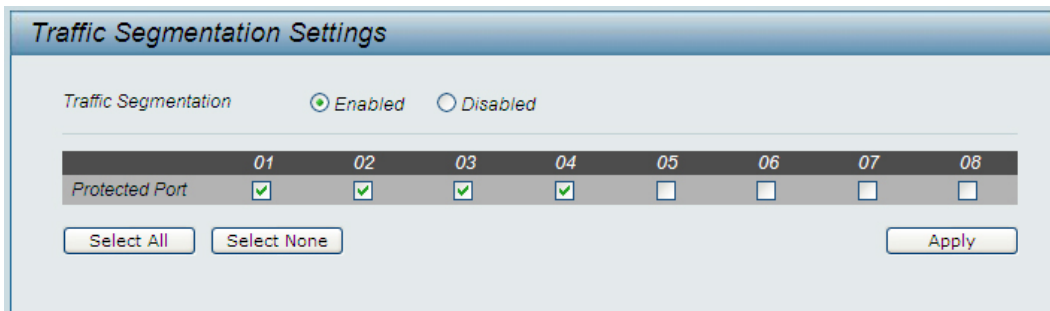 Traffic Segmentation Settings
Traffic Segmentation Enabled Disabled
01 02 03 04 05 06 07 08
Protected Port
Select All Select None Apply